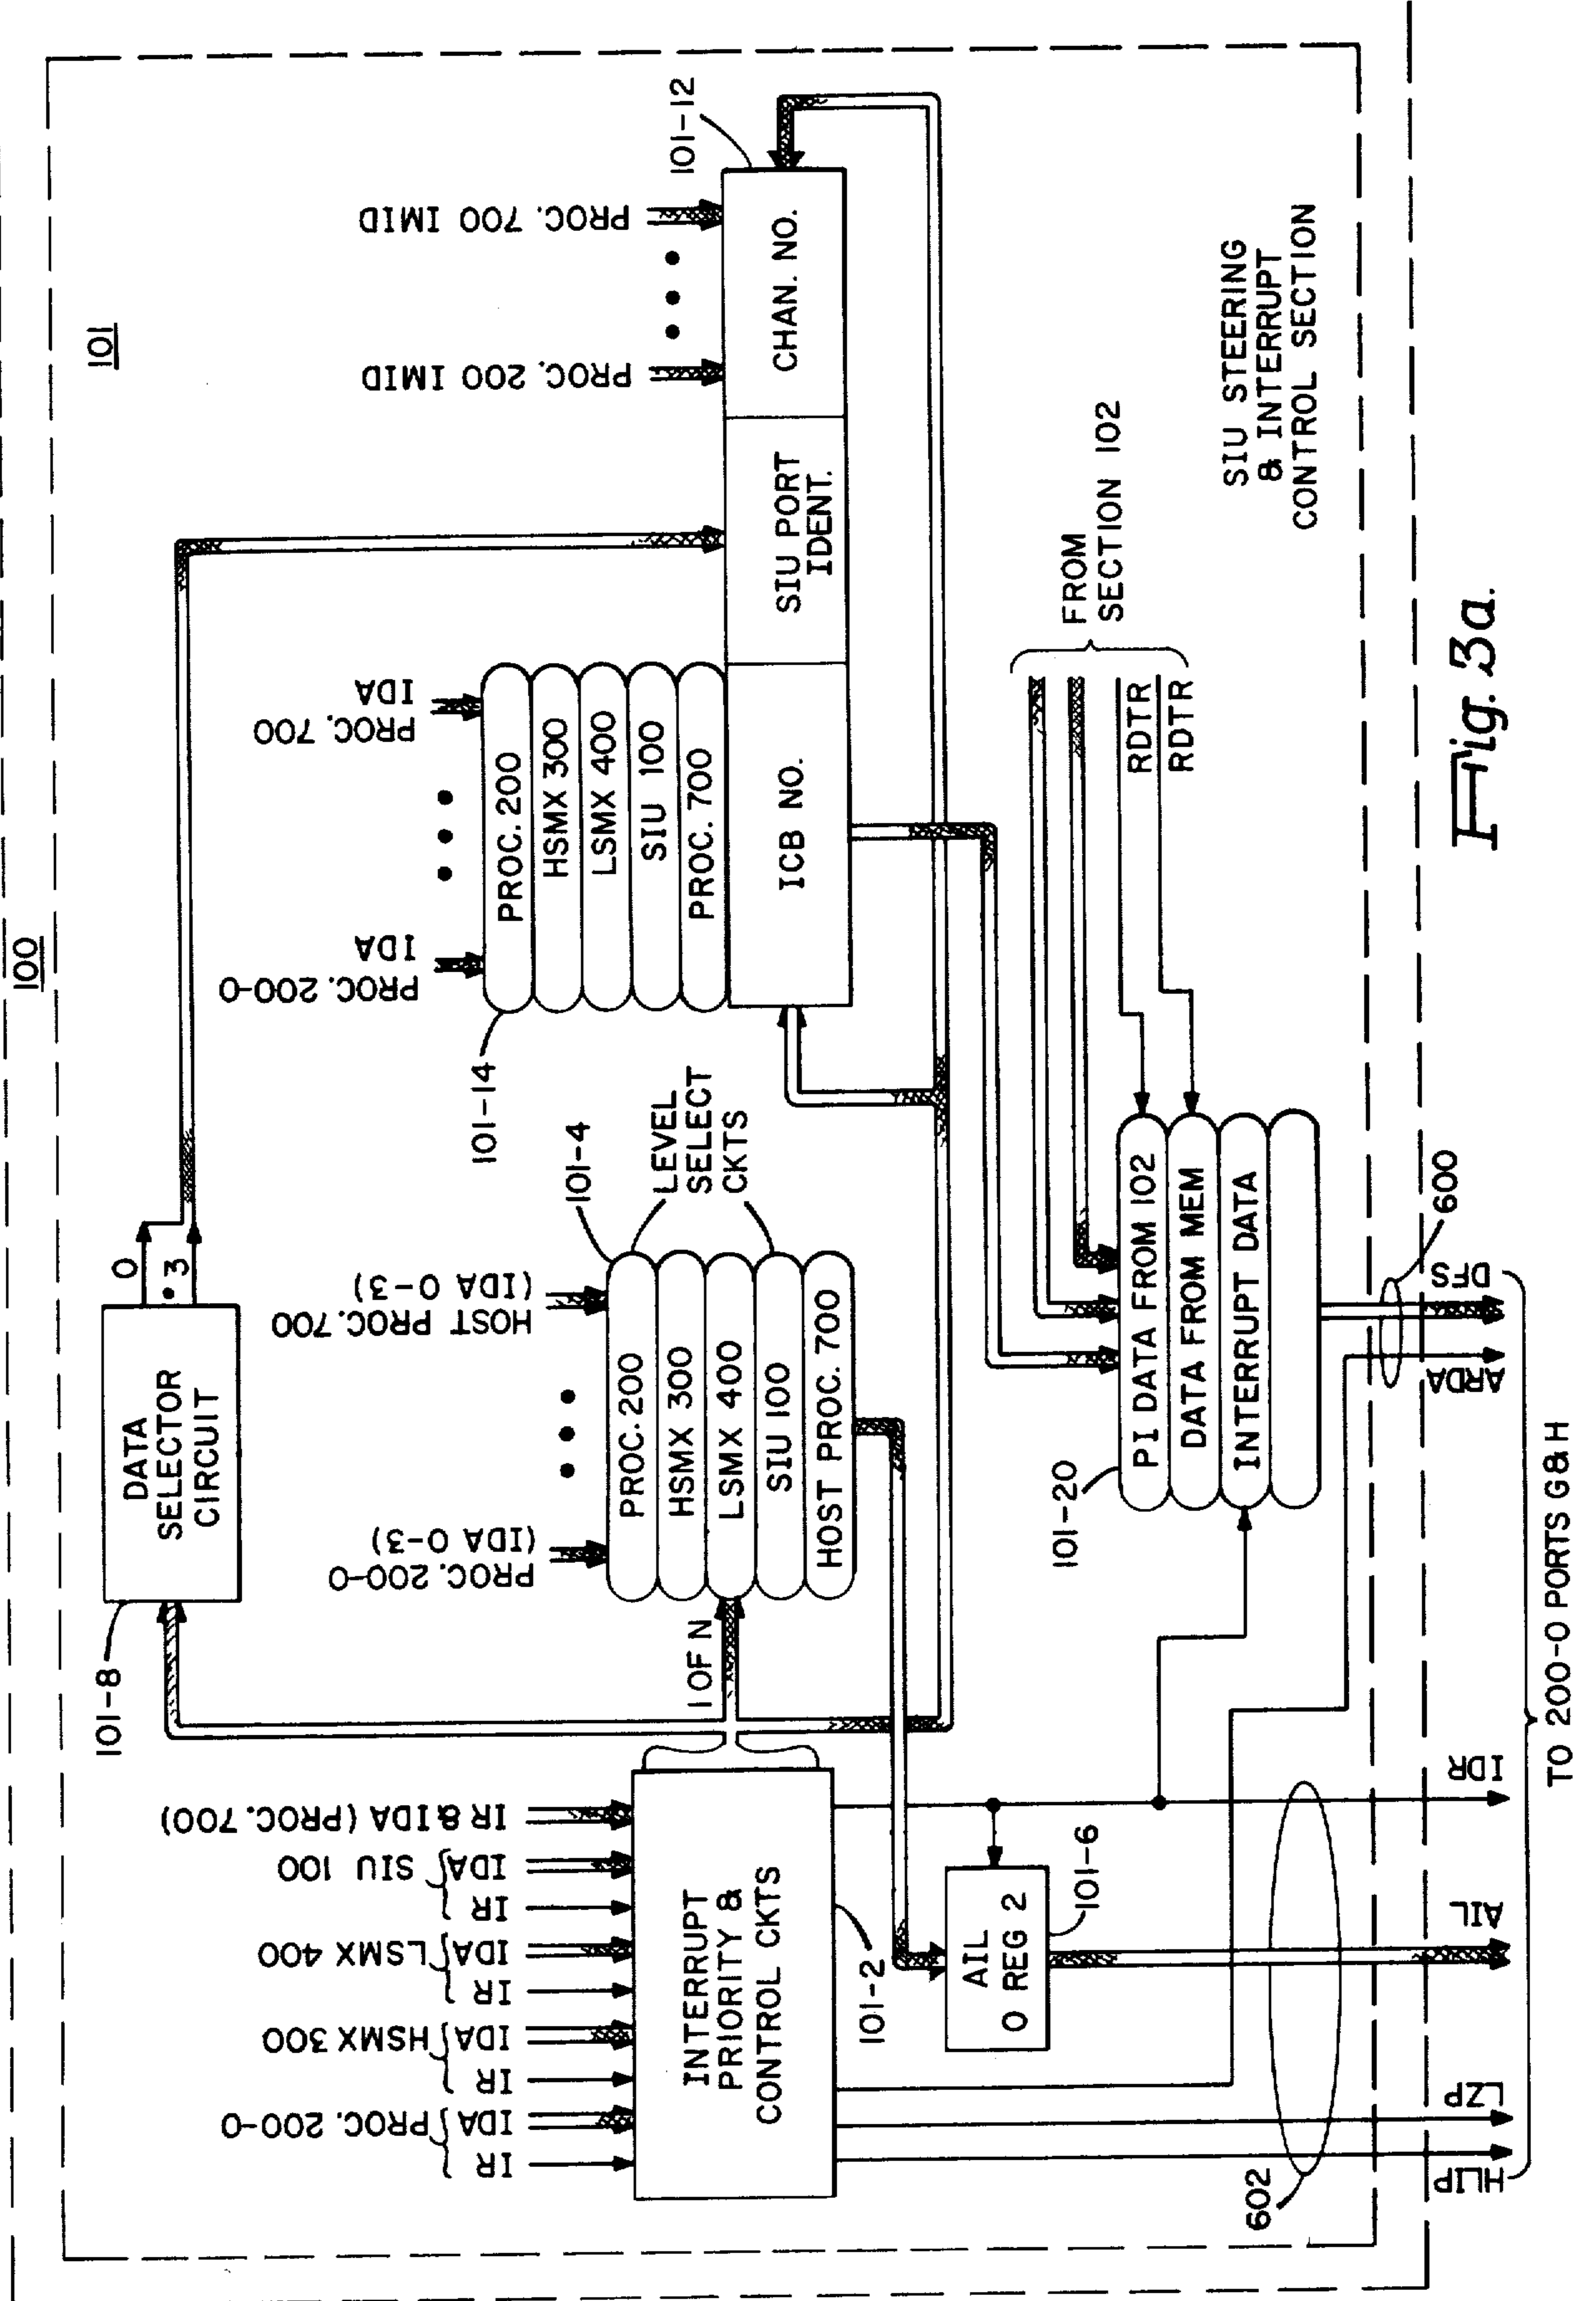 100
101
101-8
DATA
SELECTOR
CIRCUIT
0
3
PROC. 200-0
IDA
PROC. 700
IDA
PROC. 200 IMID
PROC. 700 IMID
101-14
PROC. 200
HSMX 300
LSMX 400
SIU 100
PROC. 700
101-12
ICB NO.
SIU PORT
IDENT.
CHAN. NO.
PROC. 200-0
(IDA 0-3)
HOST PROC. 700
(IDA 0-3)
101-4
LEVEL
SELECT
CKTS
PROC. 200
HSMX 300
LSMX 400
SIU 100
HOST PROC. 700
1 OF N
IR
IDA
PROC. 200-0
IR
IDA
HSMX 300
IR
IDA
LSMX 400
IR
IDA
SIU 100
IR & IDA (PROC. 700)
INTERRUPT
PRIORITY &
CONTROL CKTS
101-2
AIL
0 REG 2
101-6
FROM
SECTION 102
RDTR
RDTR
101-20
PI DATA FROM 102
DATA FROM MEM
INTERRUPT DATA
SIU STEERING
& INTERRUPT
CONTROL SECTION
602
600
HLIP
LZP
AIL
IDR
ARDA
DFS
TO 200-0 PORTS G & H
Fig. 3a.